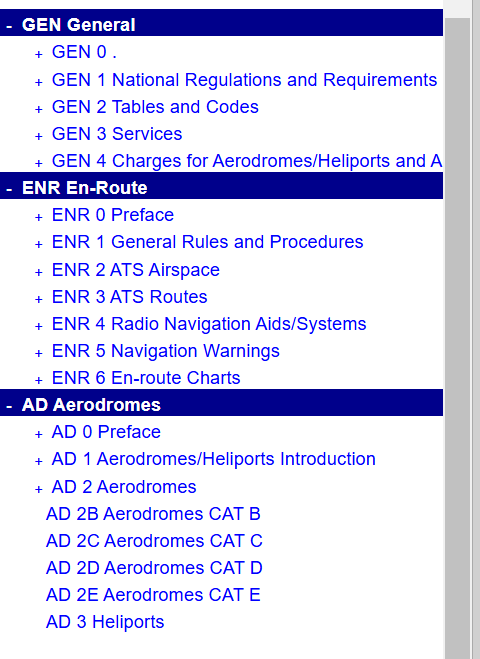 - GEN General
+ GEN 0 .
+ GEN 1 National Regulations and Requirements
+ GEN 2 Tables and Codes
+ GEN 3 Services
+ GEN 4 Charges for Aerodromes/Heliports and A
- ENR En-Route
+ ENR 0 Preface
+ ENR 1 General Rules and Procedures
+ ENR 2 ATS Airspace
+ ENR 3 ATS Routes
+ ENR 4 Radio Navigation Aids/Systems
+ ENR 5 Navigation Warnings
+ ENR 6 En-route Charts
- AD Aerodromes
+ AD 0 Preface
+ AD 1 Aerodromes/Heliports Introduction
+ AD 2 Aerodromes
AD 2B Aerodromes CAT B
AD 2C Aerodromes CAT C
AD 2D Aerodromes CAT D
AD 2E Aerodromes CAT E
AD 3 Heliports